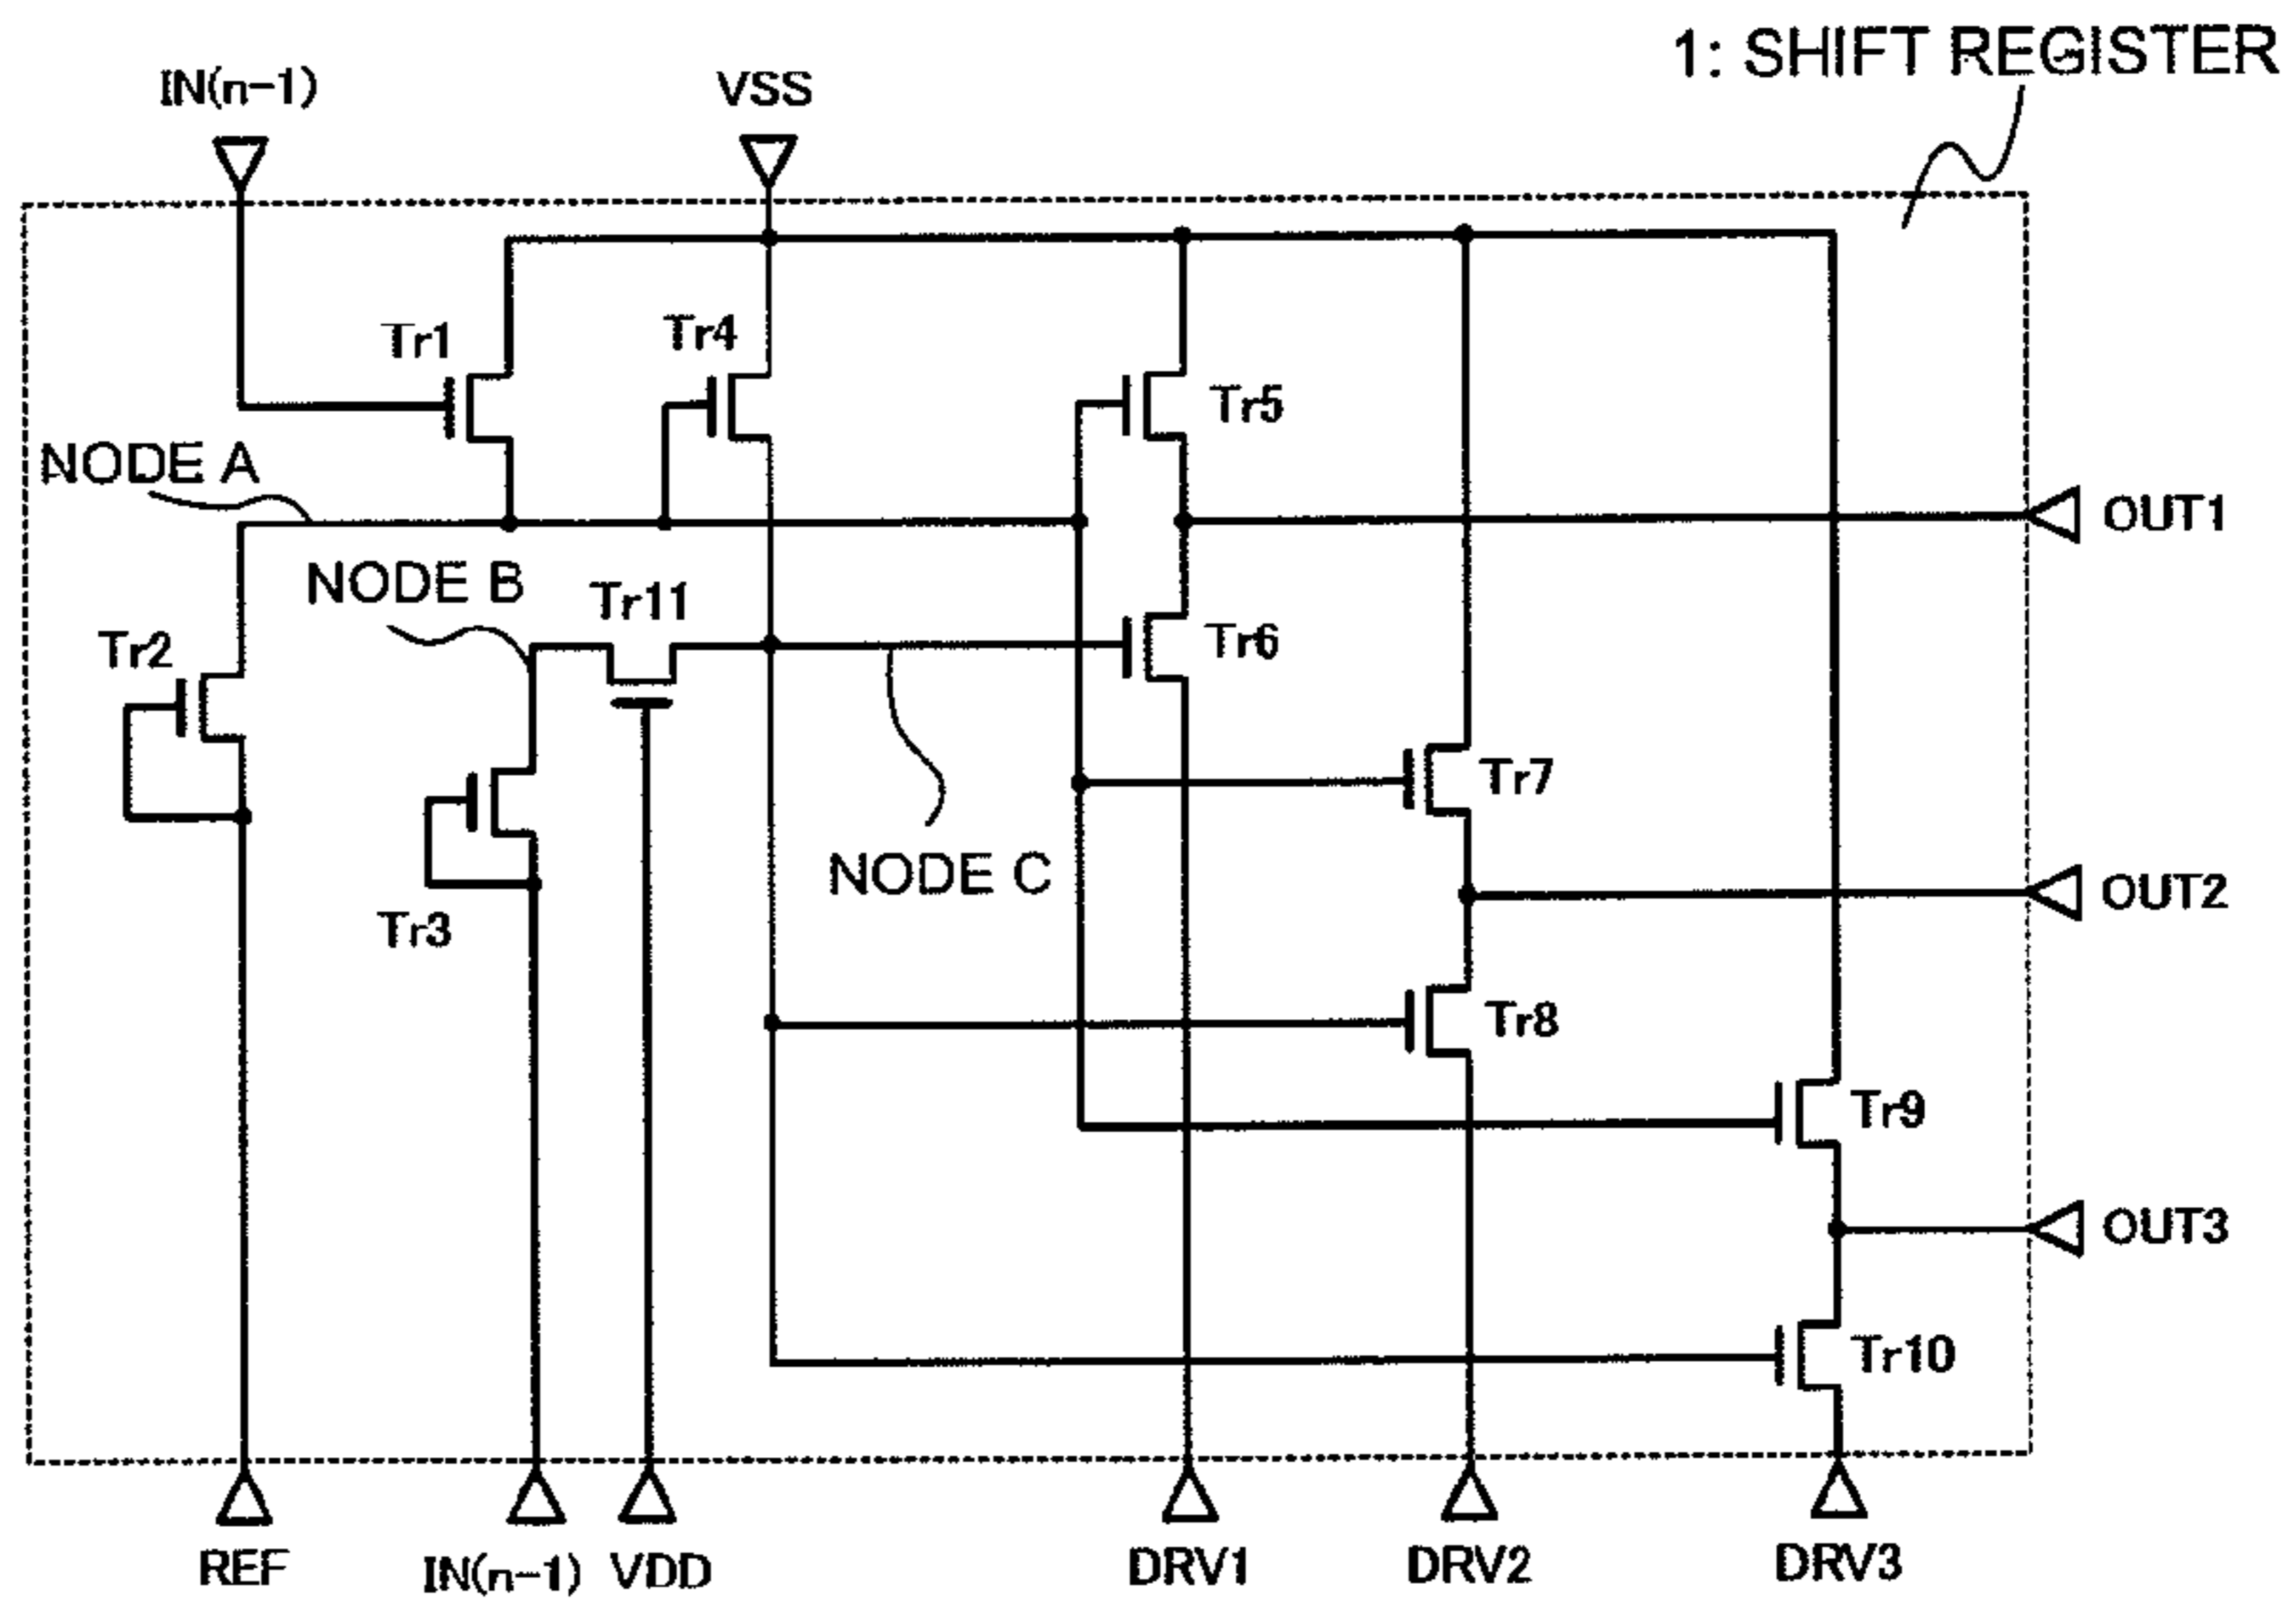 1: SHIFT REGISTER
IN(n-1)
VSS
Tr1
Tr4
Tr5
NODE A
OUT1
NODE B
Tr11
Tr2
Tr6
Tr7
NODE C
OUT2
Tr3
Tr8
Tr9
OUT3
Tr10
REF
IN(n-1)
VDD
DRV1
DRV2
DRV3